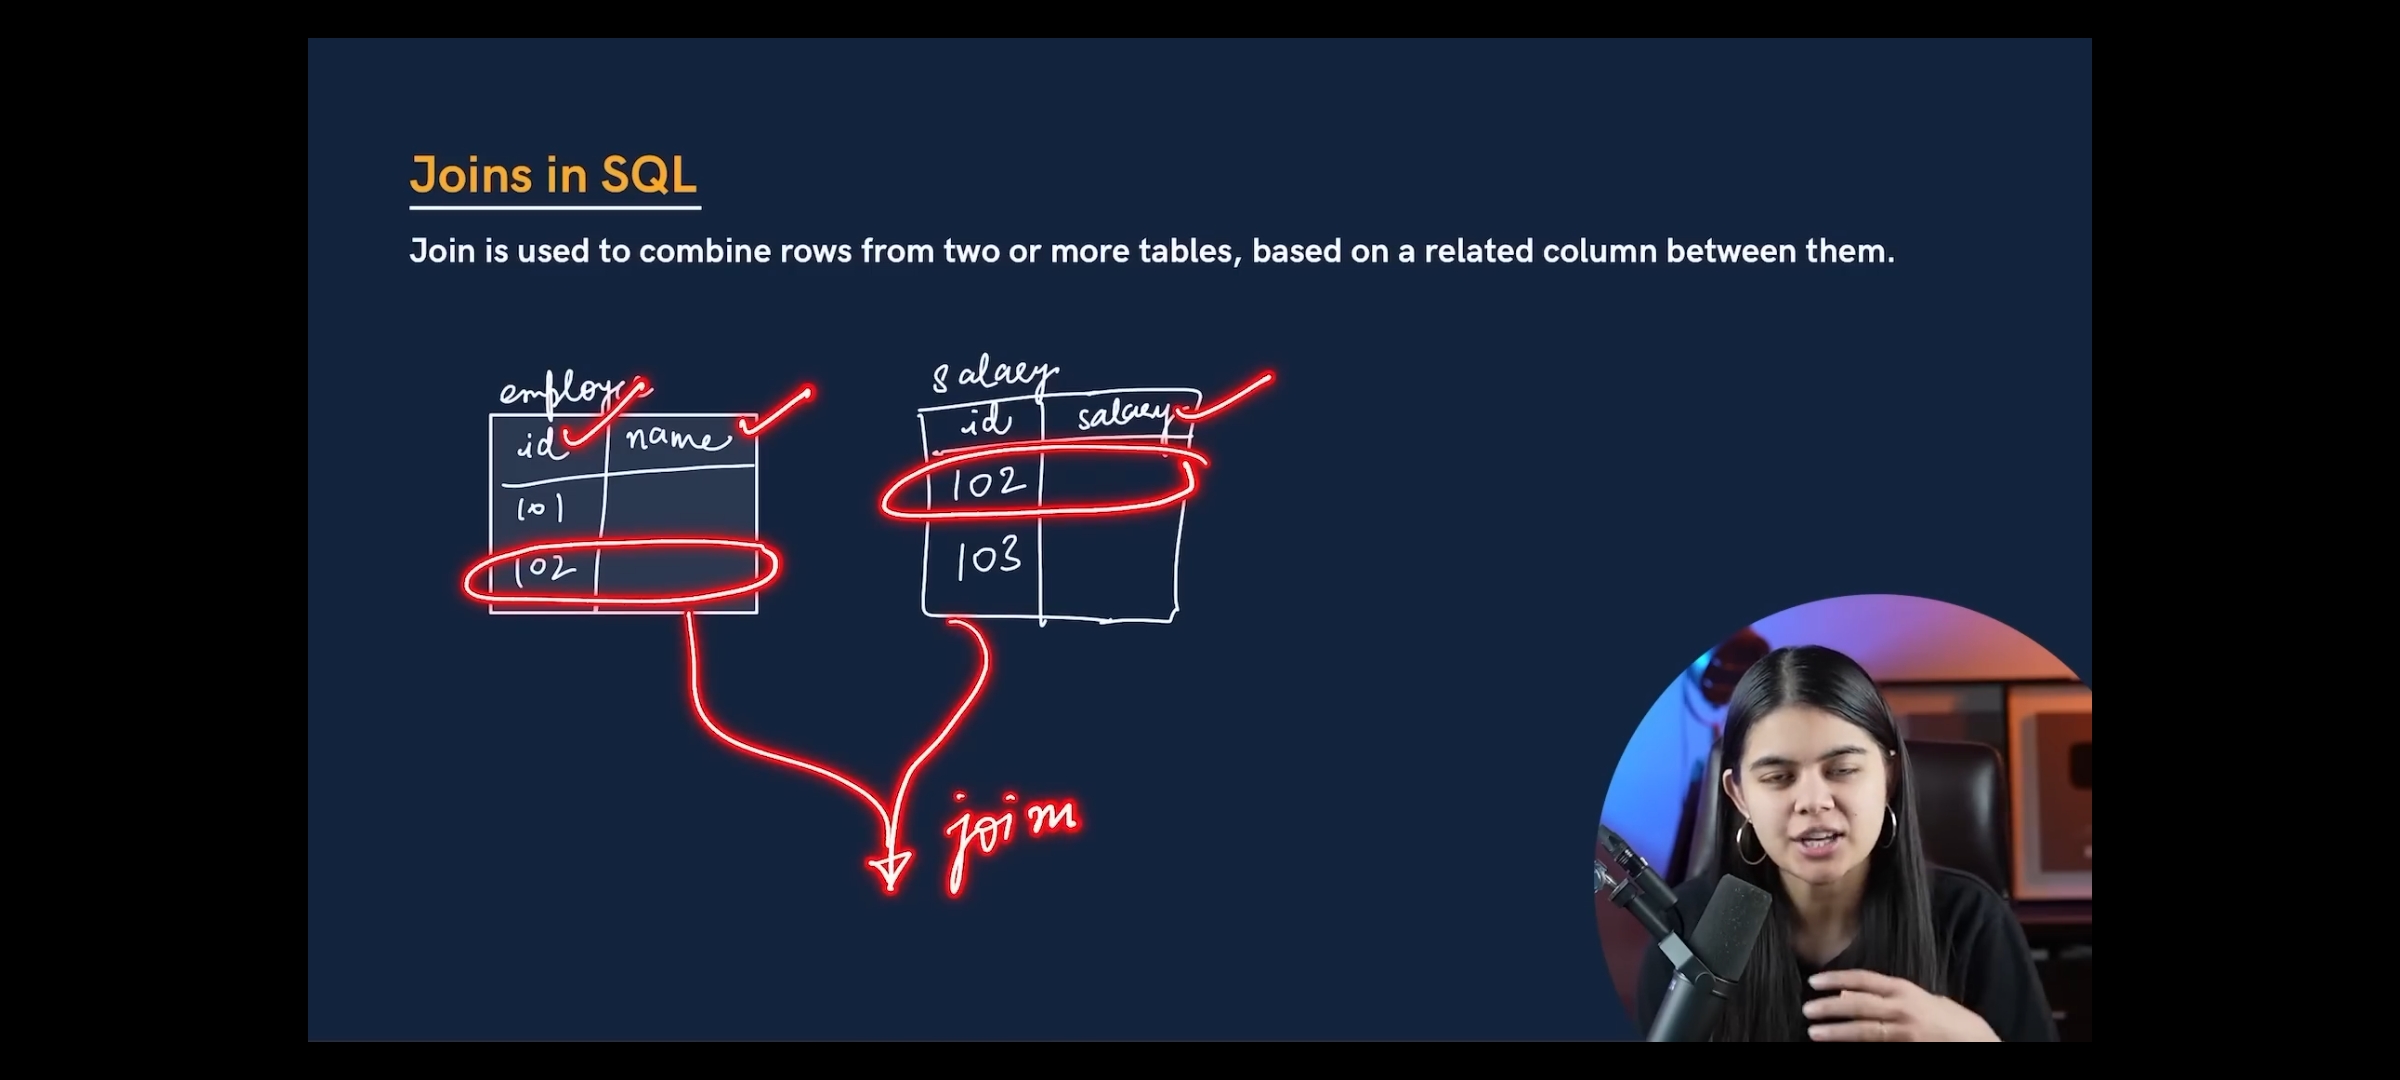 Joins in SQL
Join is used to combine rows from two or more tables, based on a related column between them.
salary
id name
id salary
101
102
102
103
join